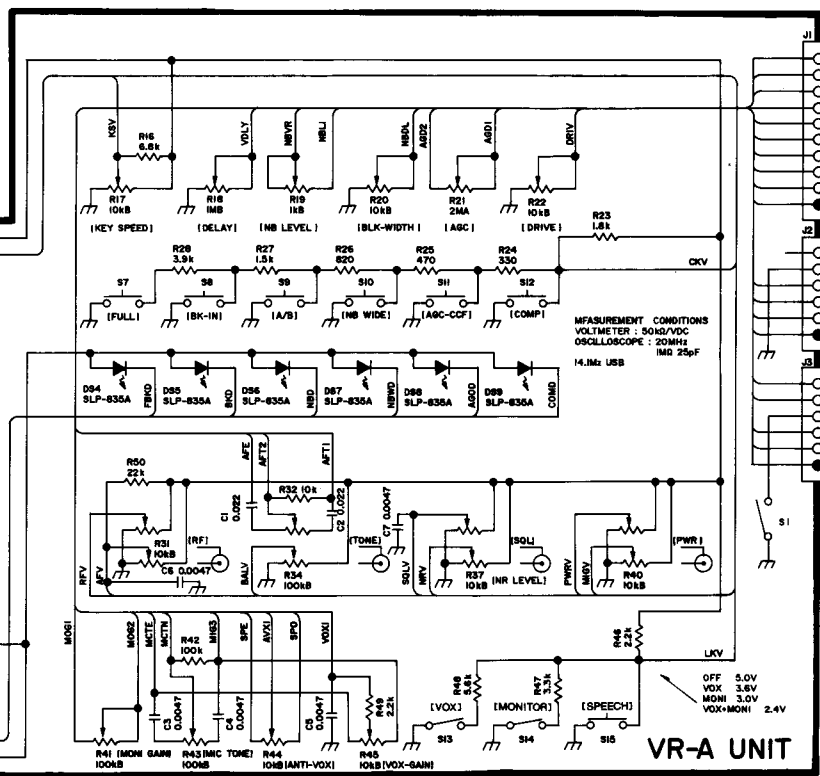 J1
KSV
R16
6.8k
VDLY
NBVR
NBL1
NBDL
AGD2
AGD1
DRIV
R17
10kB
R18
1MB
R19
1kB
R20
10kB
R21
2MA
R22
10kB
R23
1.8k
[KEY SPEED]
[DELAY]
[NB LEVEL]
[BLK-WIDTH]
[AGC]
[DRIVE]
J2
R28
3.9k
R27
1.5k
R26
820
R25
470
R24
330
CKV
S7
S8
S9
S10
S11
S12
[FULL]
[BK-IN]
[A/B]
[NB WIDE]
[AGC-CCF]
[COMP]
MEASUREMENT CONDITIONS
VOLTMETER : 50kΩ/VDC
OSCILLOSCOPE : 20MHz
1MΩ 25pF
14.1Mz USB
J3
DS4
SLP-835A
FBKD
DS5
SLP-835A
BKD
DS6
SLP-835A
NBD
DS7
SLP-835A
NBWD
DS8
SLP-835A
AGOD
DS9
SLP-835A
COMD
R50
22k
AFE
AFT2
AFT1
R32 10k
C1
0.022
C2
0.022
C7
0.0047
S1
R31
10kB
[RF]
[TONE]
[SQL]
[PWR]
RFV
AFV
C6 0.0047
BALV
R34
100kB
SQLV
NRV
R37
10kB
[NR LEVEL]
PWRV
MIGV
R40
10kB
MOG1
MOG2
MCTE
MCTN
R42
100k
MIG3
SPE
AVX1
SPO
VOX1
R46
2.2k
LKV
C3
0.0047
C4
0.0047
C5
0.0047
R49
2.2k
R48
5.6k
R47
3.3k
[VOX]
[MONITOR]
[SPEECH]
S13
S14
S15
OFF 5.0V
VOX 3.6V
MONI 3.0V
VOX+MONI 2.4V
R41
100kB
[MONI GAIN]
R43
100kB
[MIC TONE]
R44
10kB
[ANTI-VOX]
R45
10kB
[VOX-GAIN]
VR-A UNIT